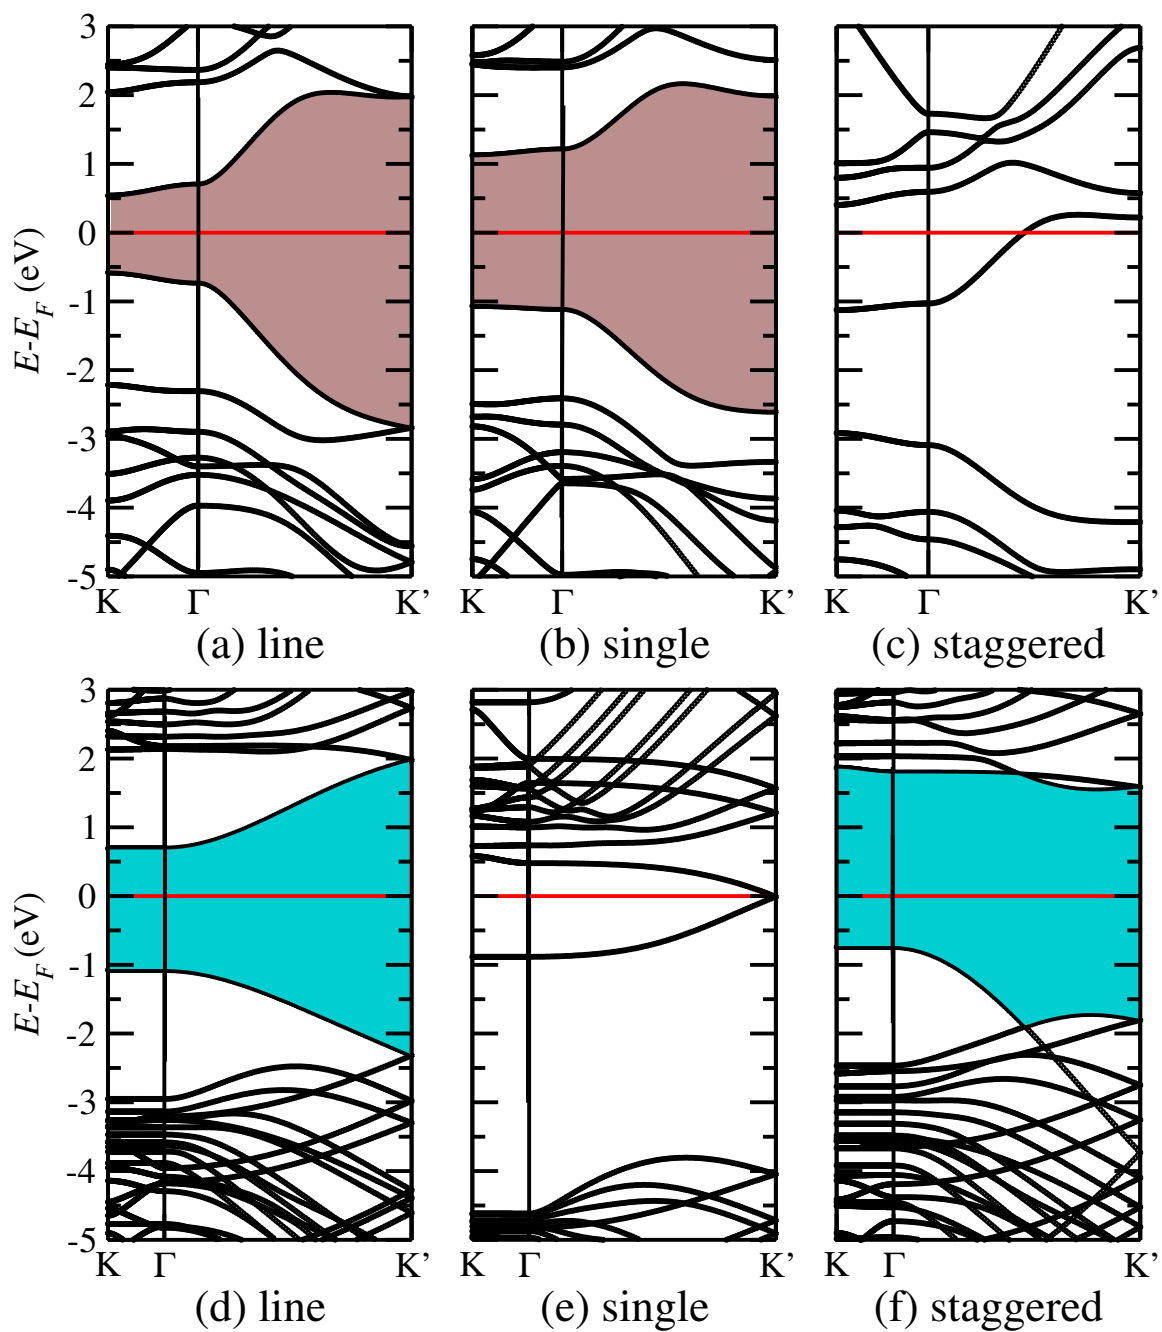 3
2
1
0
-1
-2
-3
-4
-5
E-E_F (eV)
K Γ K’
K Γ K’
K Γ K’
(a) line
(b) single
(c) staggered
3
2
1
0
-1
-2
-3
-4
-5
E-E_F (eV)
K Γ K’
K Γ K’
K Γ K’
(d) line
(e) single
(f) staggered